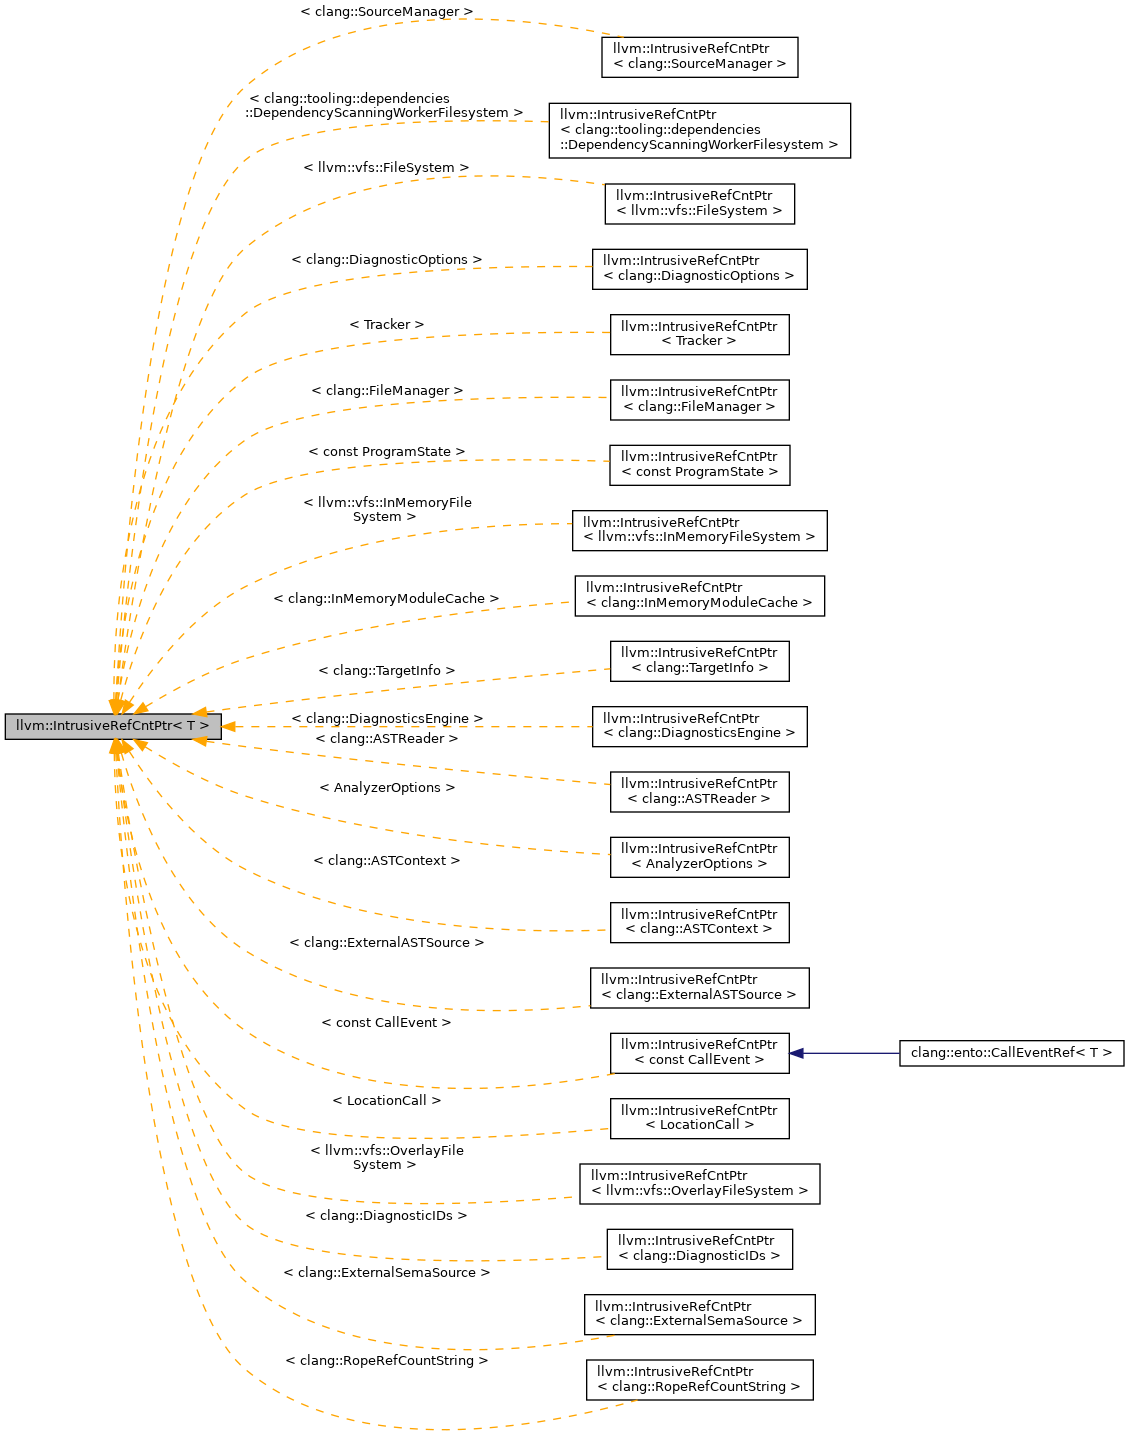 < clang::SourceManager >
llvm::IntrusiveRefCntPtr
< clang::SourceManager >
< clang::tooling::dependencies
::DependencyScanningWorkerFilesystem >
llvm::IntrusiveRefCntPtr
< clang::tooling::dependencies
::DependencyScanningWorkerFilesystem >
< llvm::vfs::FileSystem >
llvm::IntrusiveRefCntPtr
< llvm::vfs::FileSystem >
< clang::DiagnosticOptions >
llvm::IntrusiveRefCntPtr
< clang::DiagnosticOptions >
< Tracker >
llvm::IntrusiveRefCntPtr
< Tracker >
< clang::FileManager >
llvm::IntrusiveRefCntPtr
< clang::FileManager >
< const ProgramState >
llvm::IntrusiveRefCntPtr
< const ProgramState >
< llvm::vfs::InMemoryFile
System >
llvm::IntrusiveRefCntPtr
< llvm::vfs::InMemoryFileSystem >
< clang::InMemoryModuleCache >
llvm::IntrusiveRefCntPtr
< clang::InMemoryModuleCache >
< clang::TargetInfo >
llvm::IntrusiveRefCntPtr
< clang::TargetInfo >
llvm::IntrusiveRefCntPtr< T >
< clang::DiagnosticsEngine >
llvm::IntrusiveRefCntPtr
< clang::DiagnosticsEngine >
< clang::ASTReader >
llvm::IntrusiveRefCntPtr
< clang::ASTReader >
< AnalyzerOptions >
llvm::IntrusiveRefCntPtr
< AnalyzerOptions >
< clang::ASTContext >
llvm::IntrusiveRefCntPtr
< clang::ASTContext >
< clang::ExternalASTSource >
llvm::IntrusiveRefCntPtr
< clang::ExternalASTSource >
< const CallEvent >
llvm::IntrusiveRefCntPtr
< const CallEvent >
clang::ento::CallEventRef< T >
< LocationCall >
llvm::IntrusiveRefCntPtr
< LocationCall >
< llvm::vfs::OverlayFile
System >
llvm::IntrusiveRefCntPtr
< llvm::vfs::OverlayFileSystem >
< clang::DiagnosticIDs >
llvm::IntrusiveRefCntPtr
< clang::DiagnosticIDs >
< clang::ExternalSemaSource >
llvm::IntrusiveRefCntPtr
< clang::ExternalSemaSource >
< clang::RopeRefCountString >
llvm::IntrusiveRefCntPtr
< clang::RopeRefCountString >